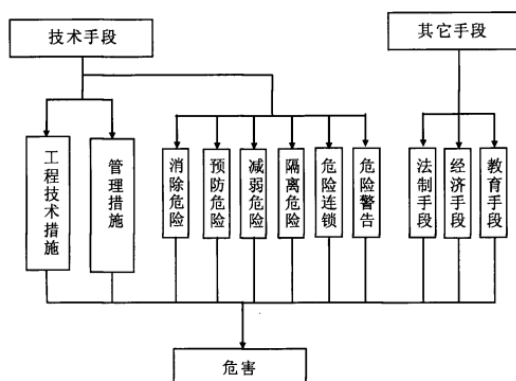 技术手段
其它手段
工程技术措施
管理措施
消除危险
预防危险
减弱危险
隔离危险
危险连锁
危险警告
法制手段
经济手段
教育手段
危害